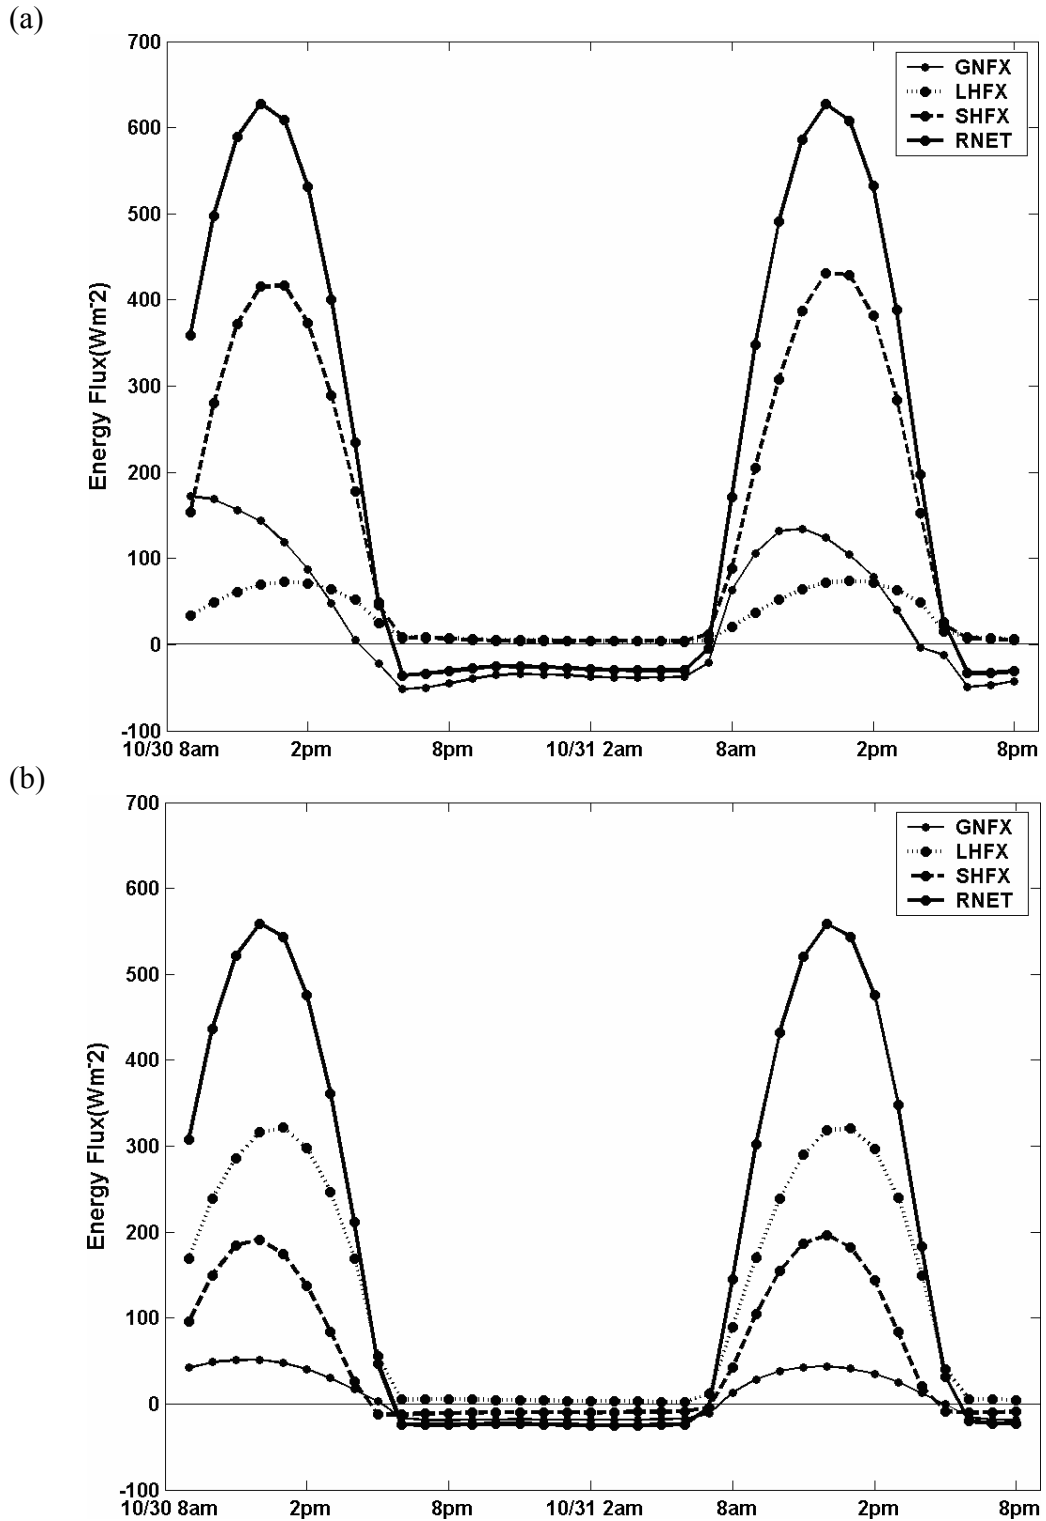 (a)
700
600
500
400
300
200
100
0
-100
Energy Flux(Wm-2)
GNFX
LHFX
SHFX
RNET
10/30 8am 2pm 8pm 10/31 2am 8am 2pm 8pm
(b)
700
600
500
400
300
200
100
0
-100
Energy Flux(Wm-2)
GNFX
LHFX
SHFX
RNET
10/30 8am 2pm 8pm 10/31 2am 8am 2pm 8pm